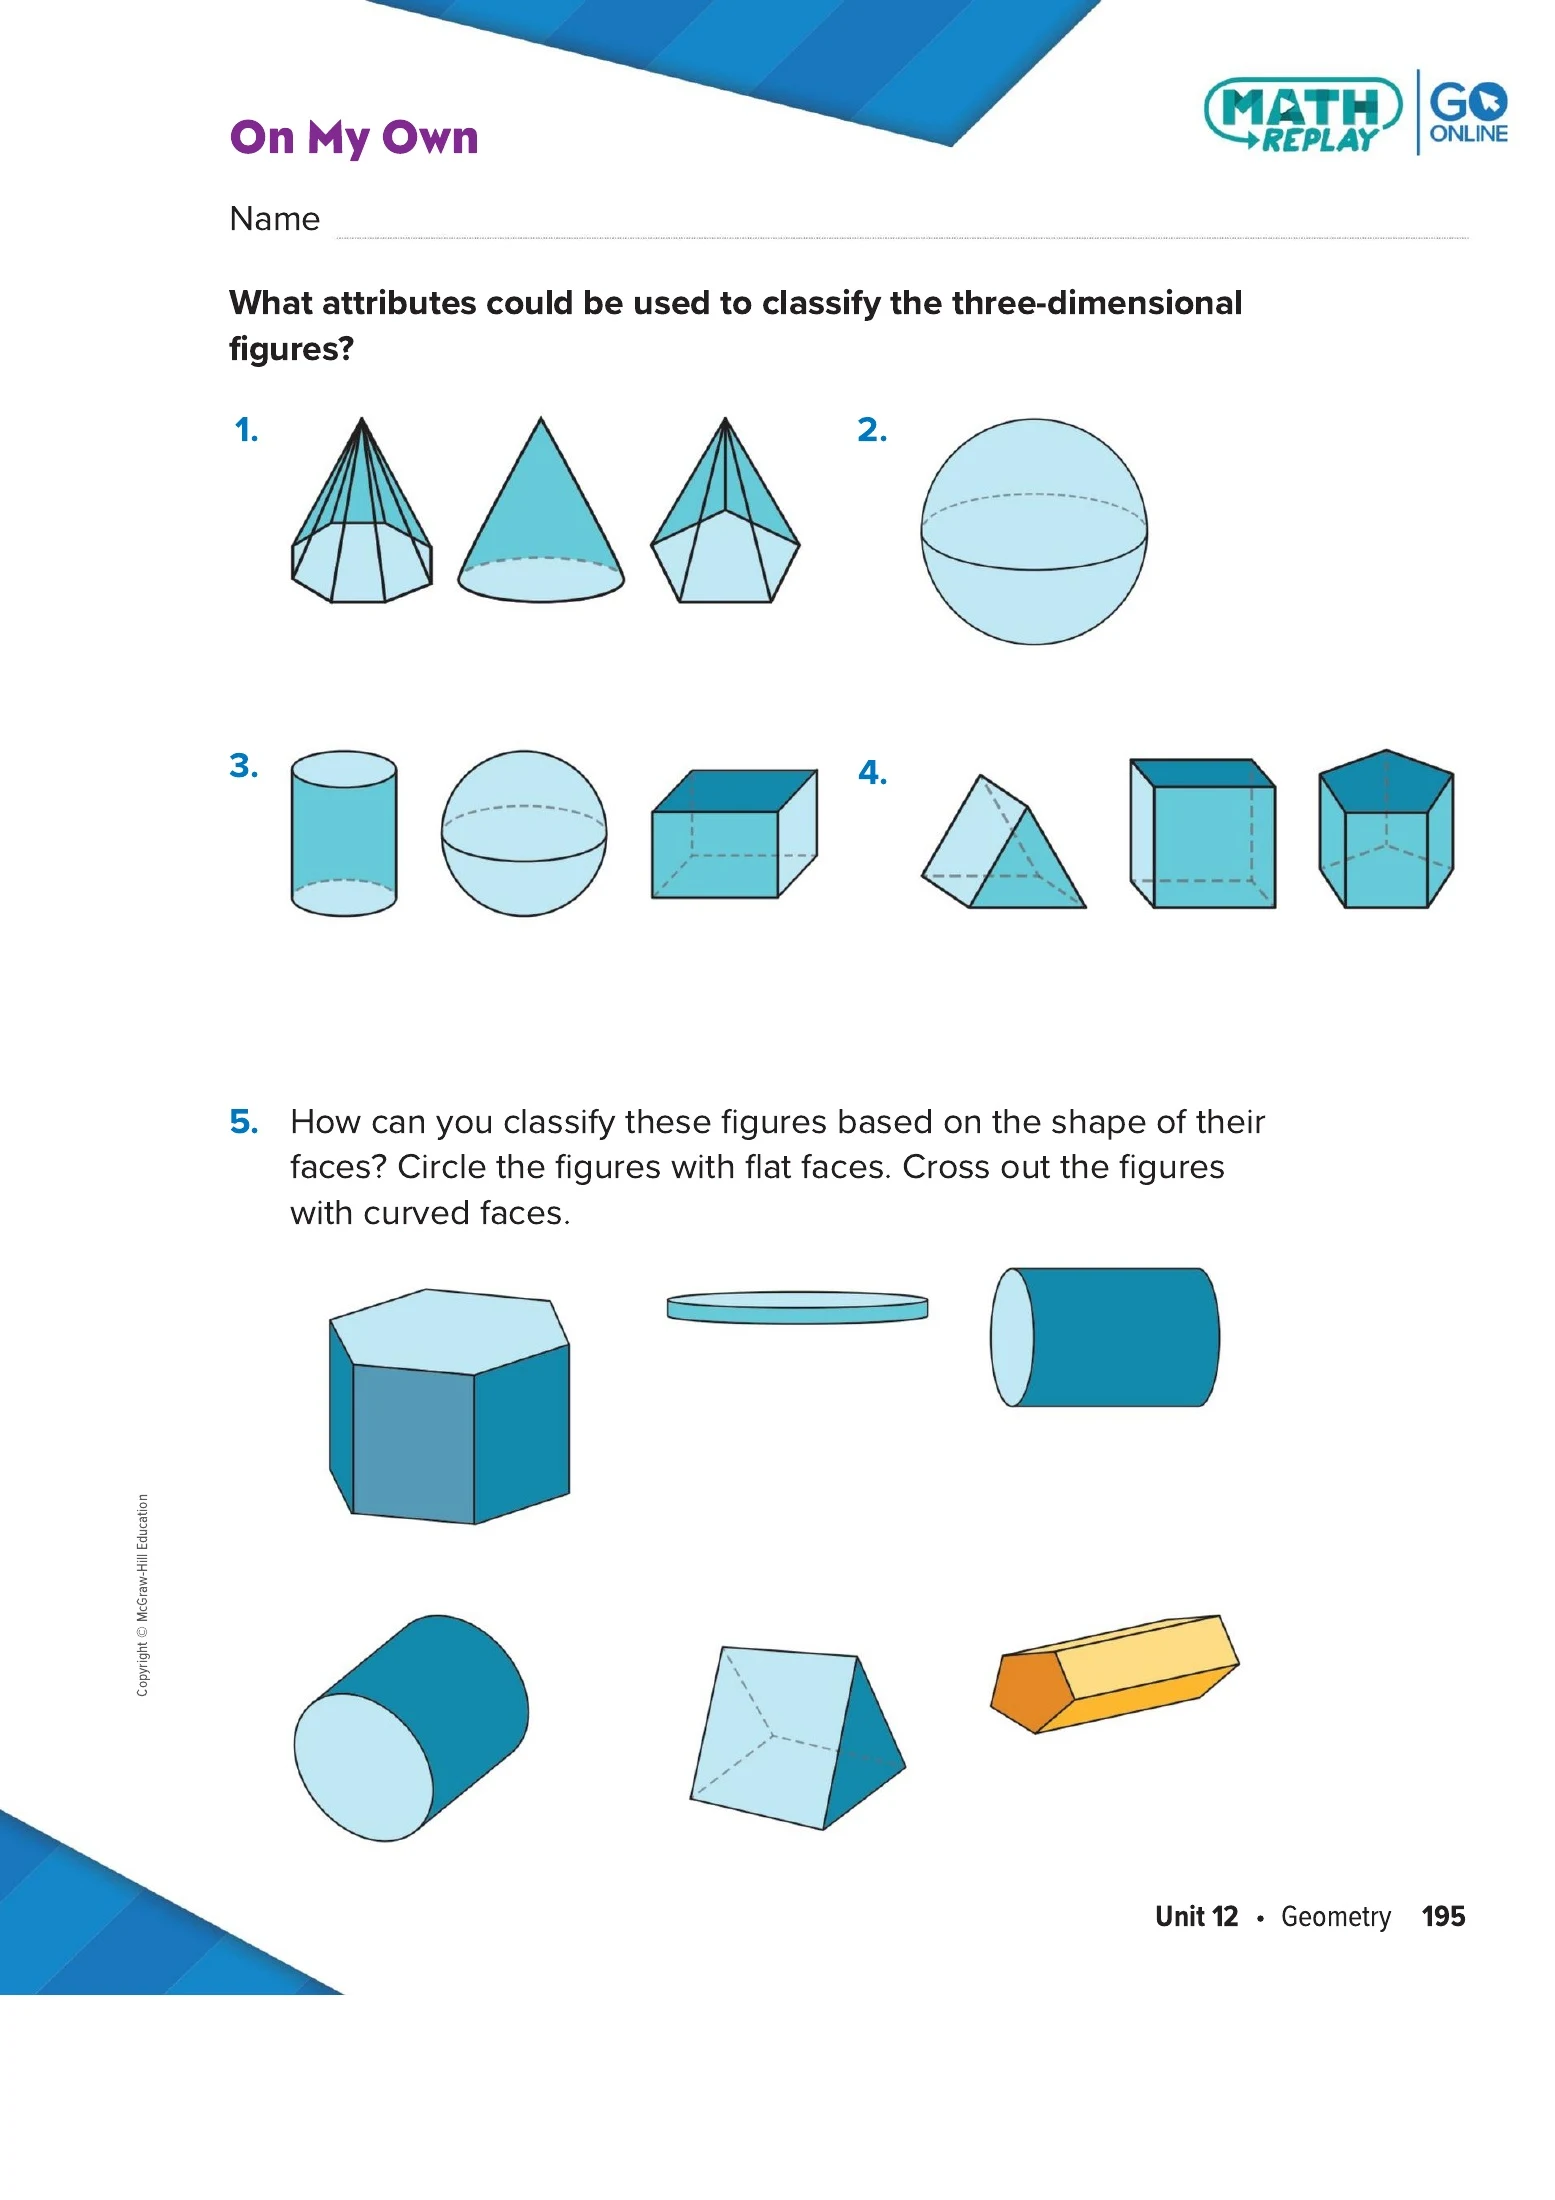 MATH
REPLAY
GO
ONLINE
On My Own
Name
What attributes could be used to classify the three-dimensional
figures?
1.
2.
3.
4.
5. How can you classify these figures based on the shape of their
faces? Circle the figures with flat faces. Cross out the figures
with curved faces.
Copyright © McGraw-Hill Education
Unit 12 • Geometry 195